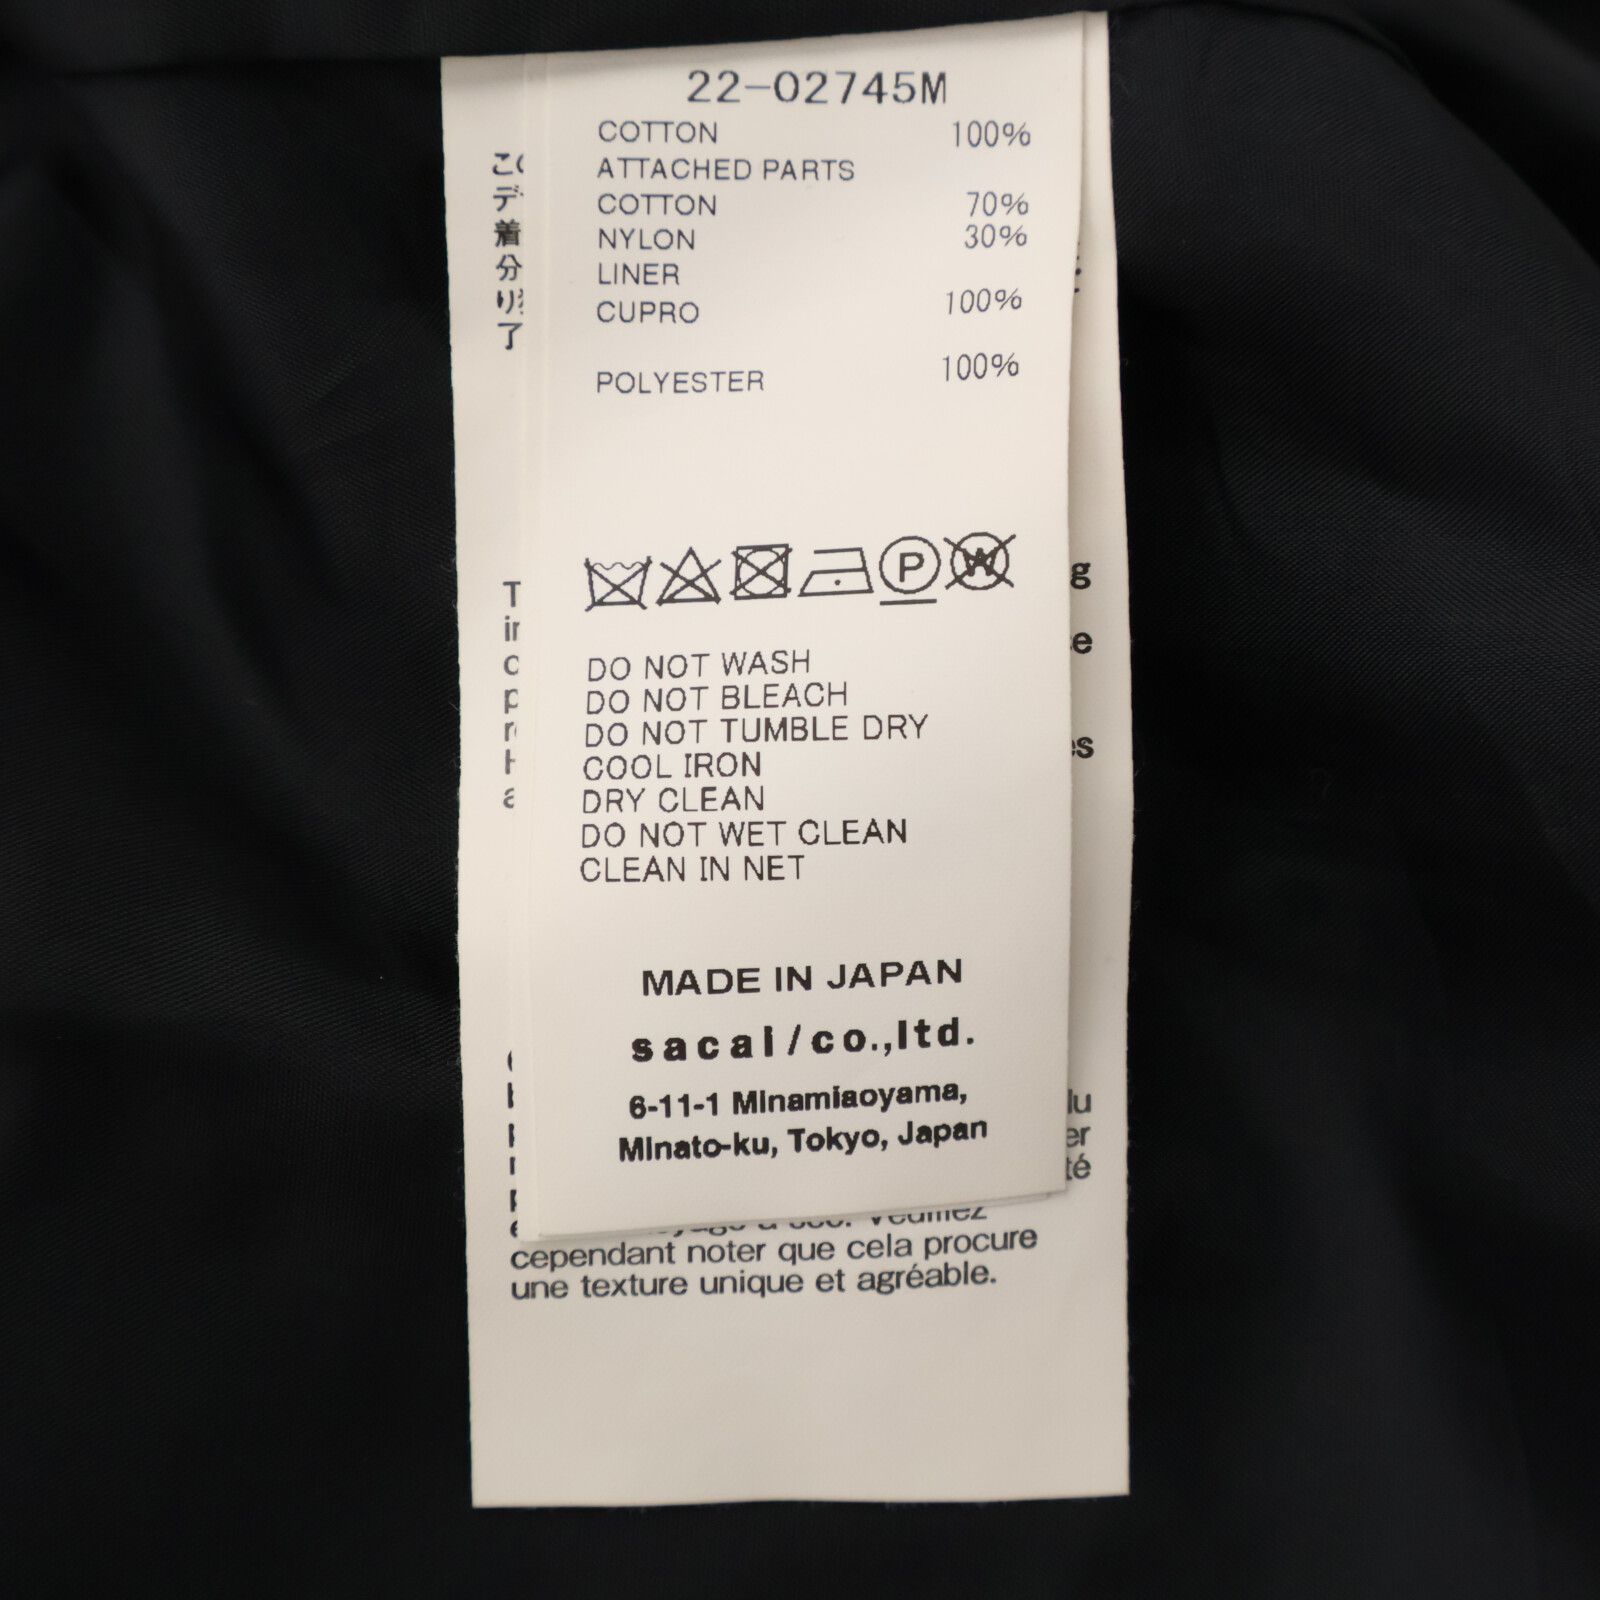 22-02745M
COTTON 100%
ATTACHED PARTS
COTTON 70%
NYLON 30%
LINER
CUPRO 100%
POLYESTER 100%
P
W
DO NOT WASH
DO NOT BLEACH
DO NOT TUMBLE DRY
COOL IRON
DRY CLEAN
DO NOT WET CLEAN
CLEAN IN NET
MADE IN JAPAN
sacai/co.,ltd.
6-11-1 Minamiaoyama,
Minato-ku, Tokyo, Japan
cependant noter que cela procure
une texture unique et agréable.